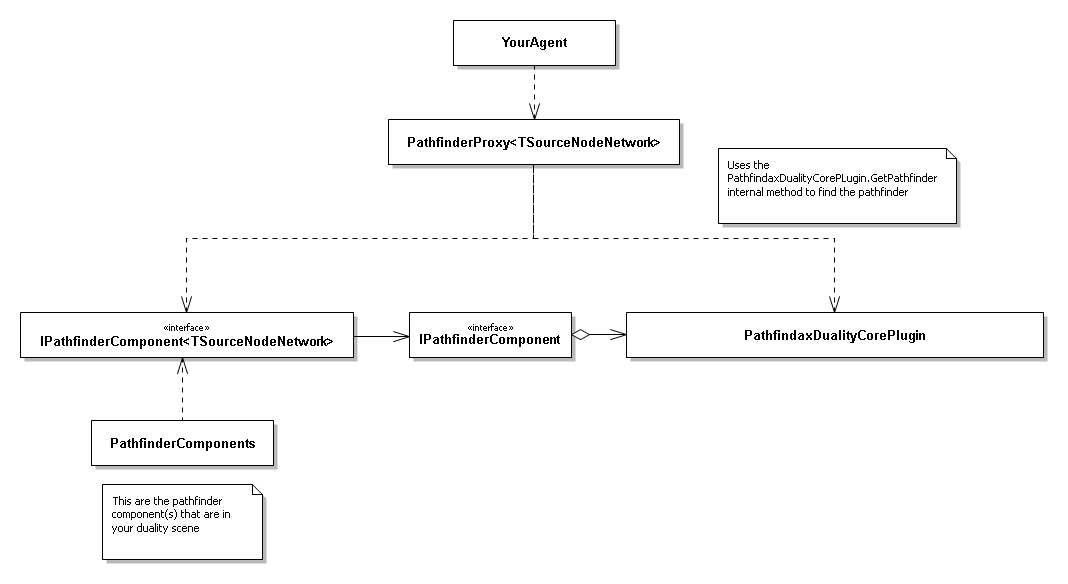 YourAgent
PathfinderProxy<TSourceNodeNetwork>
Uses the
PathfindaxDualityCorePLugin.GetPathfinder
internal method to find the pathfinder
«interface»
IPathfinderComponent<TSourceNodeNetwork>
«interface»
IPathfinderComponent
PathfindaxDualityCorePlugin
PathfinderComponents
This are the pathfinder
component(s) that are in
your duality scene